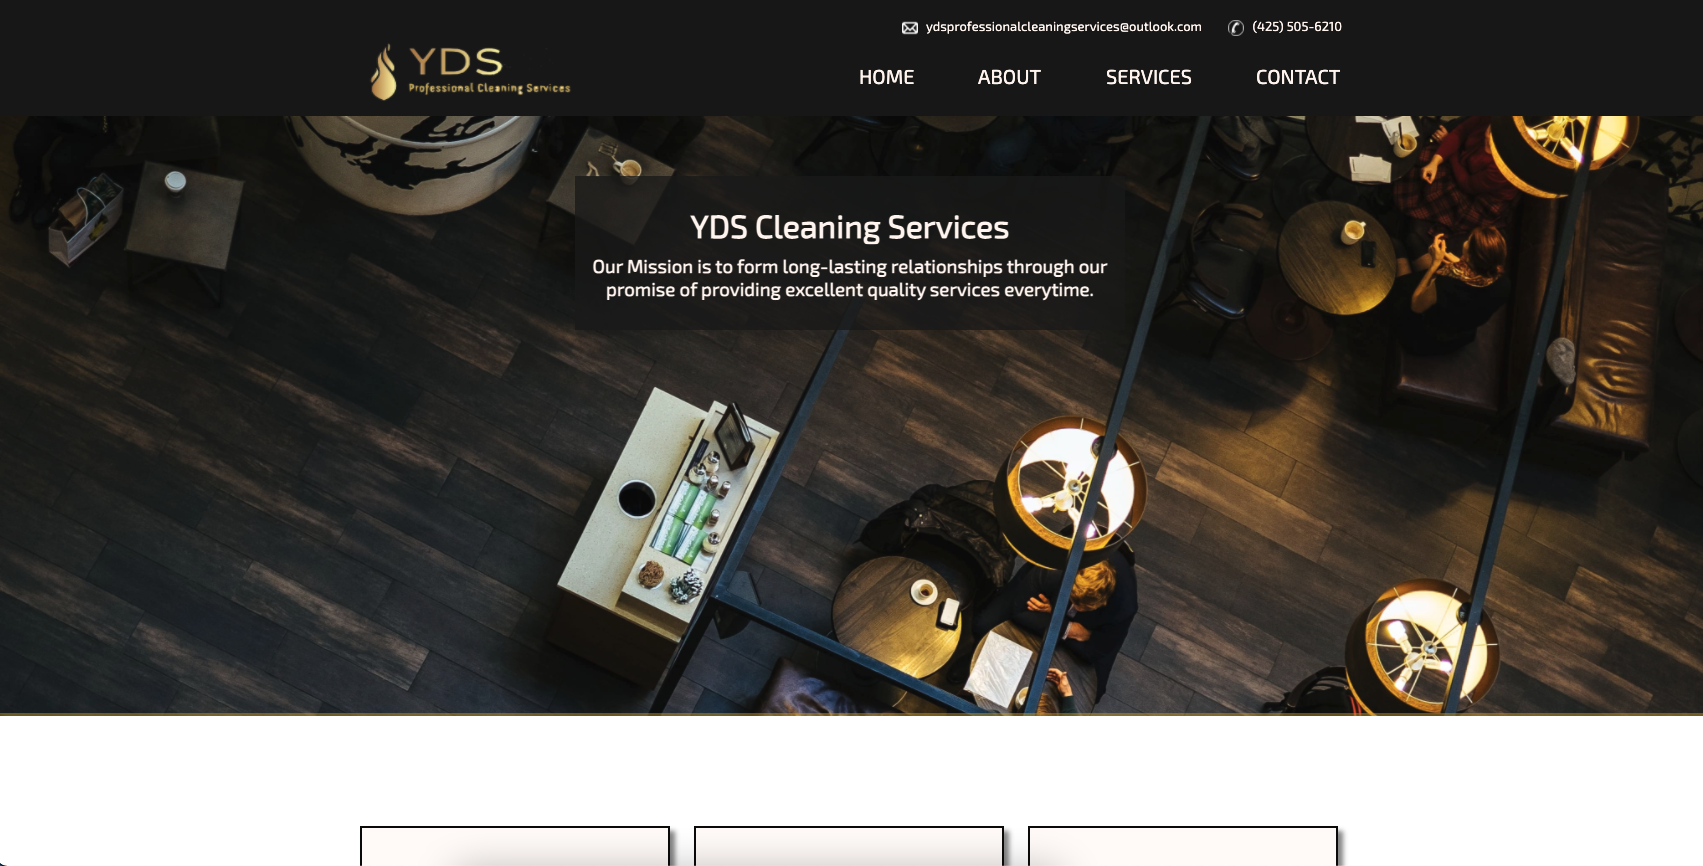 ydsprofessionalcleaningservices@outlook.com (425) 505-6210
YDS
Professional Cleaning Services
HOME ABOUT SERVICES CONTACT
YDS Cleaning Services
Our Mission is to form long-lasting relationships through our
promise of providing excellent quality services everytime.